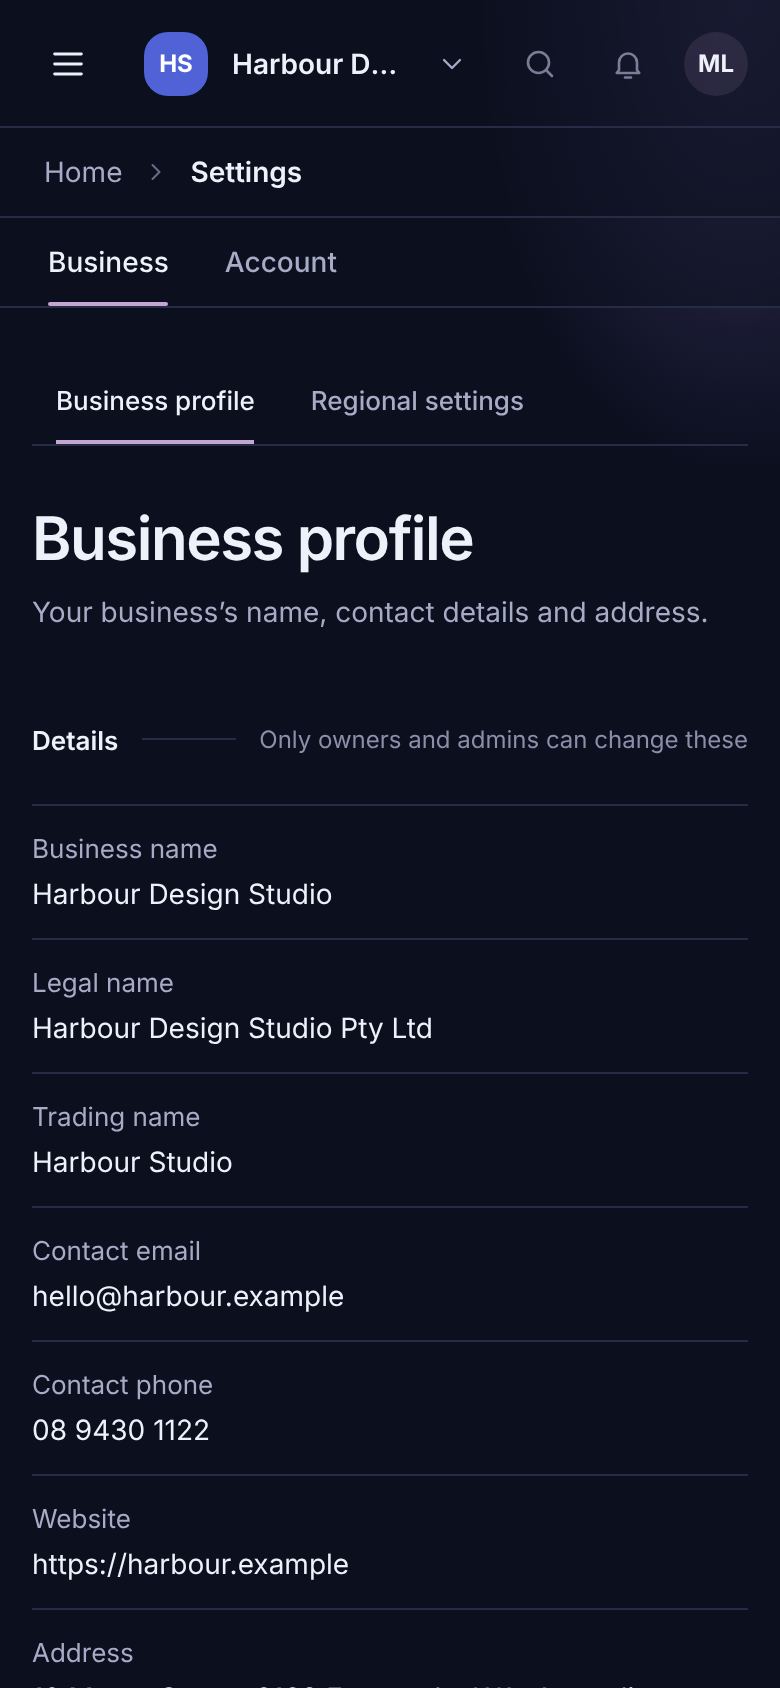 HS Harbour D... ML
Home Settings
Business Account
Business profile Regional settings
Business profile
Your business’s name, contact details and address.
Details Only owners and admins can change these
Business name
Harbour Design Studio
Legal name
Harbour Design Studio Pty Ltd
Trading name
Harbour Studio
Contact email
hello@harbour.example
Contact phone
08 9430 1122
Website
https://harbour.example
Address